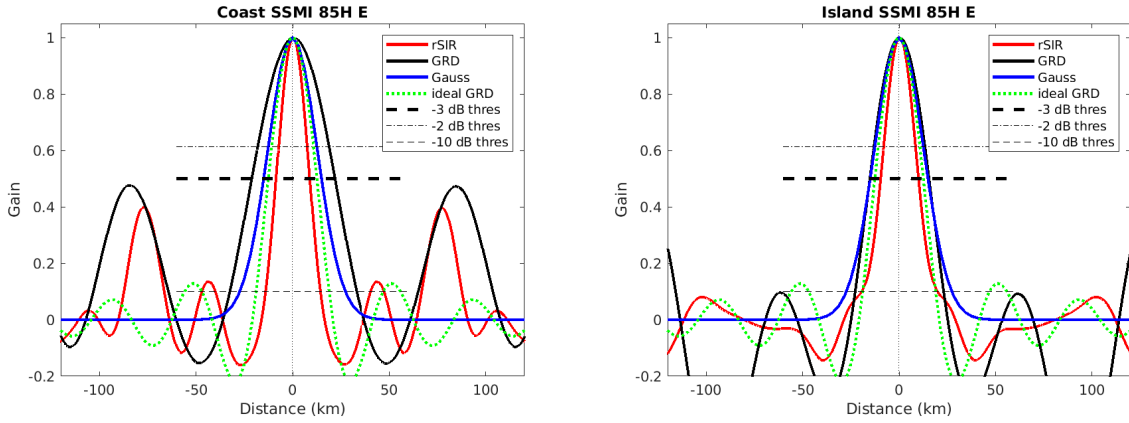 Coast SSMI 85H E
1
0.8
0.6
0.4
0.2
0
-0.2
Gain
-100
-50
0
50
100
Distance (km)
rSIR
GRD
Gauss
ideal GRD
-3 dB thres
-2 dB thres
-10 dB thres
Island SSMI 85H E
1
0.8
0.6
0.4
0.2
0
-0.2
Gain
-100
-50
0
50
100
Distance (km)
rSIR
GRD
Gauss
ideal GRD
-3 dB thres
-2 dB thres
-10 dB thres